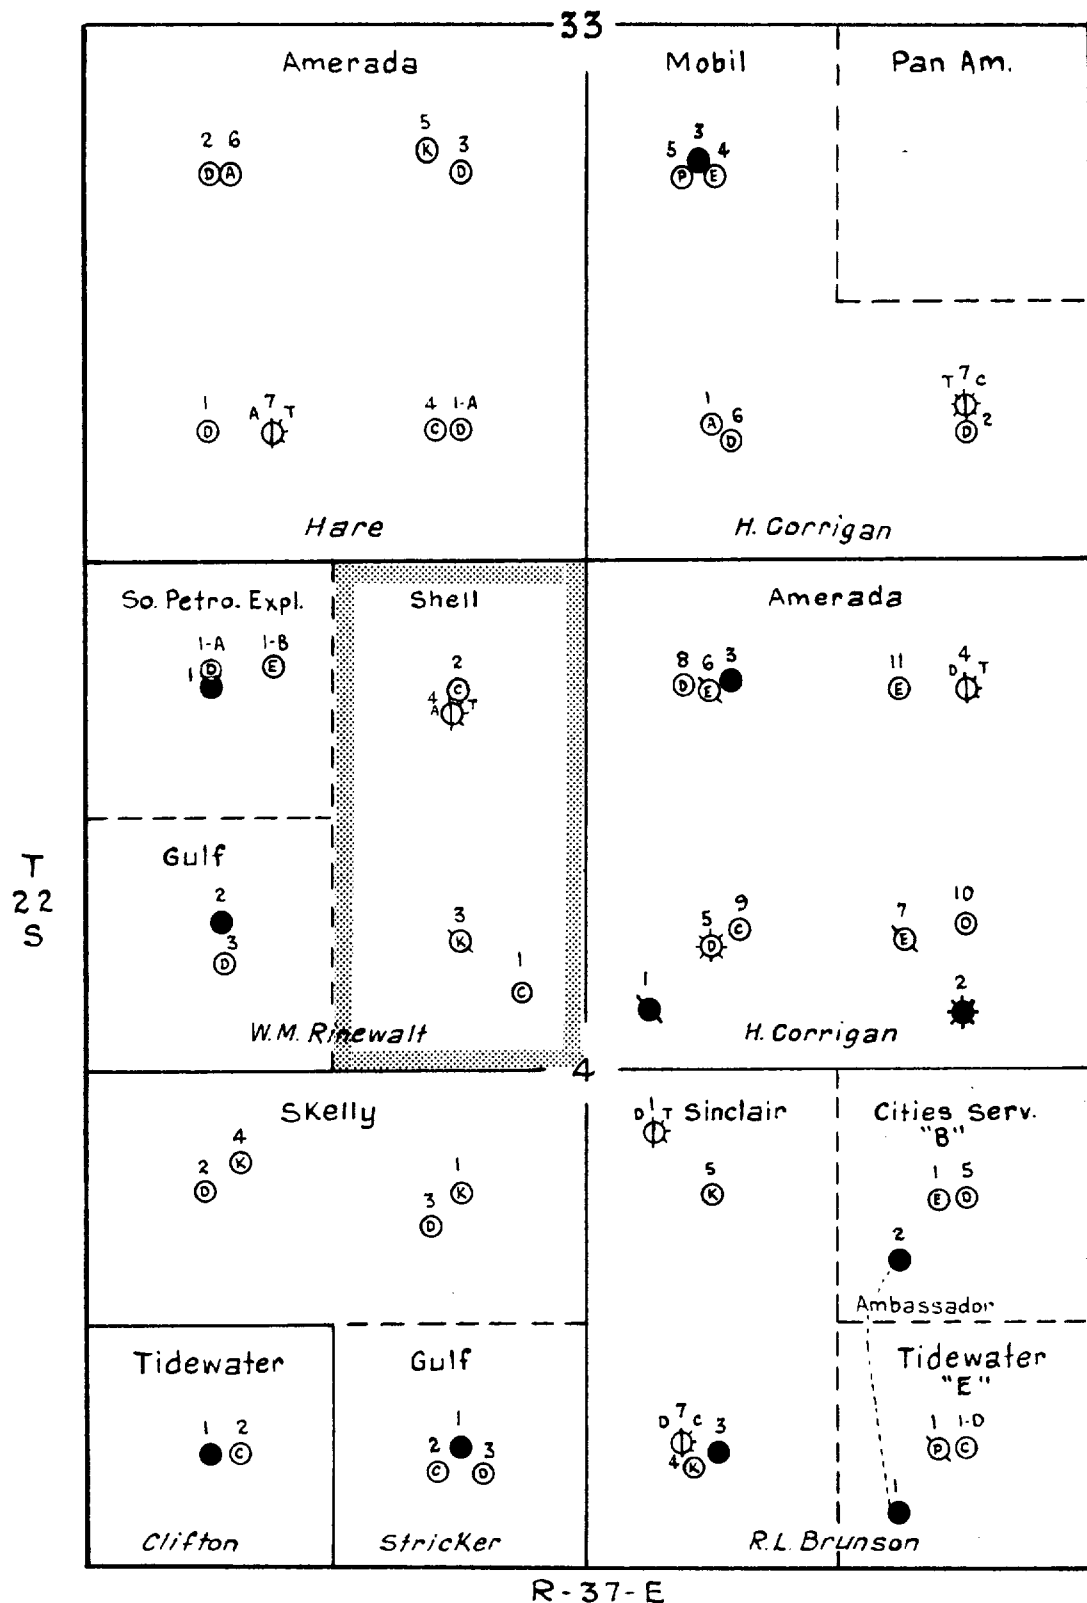 33
Amerada
Mobil
Pan Am.
2 6
D A
5
K
3
D
3
5 4
P E
1
D
7
A T
4 1-A
C D
1
A
6
D
T 7 C
D 2
Hare
H. Corrigan
So. Petro. Expl.
1-A
D
1
1-B
E
Shell
2
C
4
A T
Amerada
8 6 3
D E
11
E
4
D T
Gulf
2
3
D
3
K
1
C
5
D
9
C
7
E
10
D
1
2
W.M. Rinewalt
H. Corrigan
T
22
S
4
Skelly
4
K
2
D
1
K
3
D
D 1 T Sinclair
5
K
Cities Serv.
"B"
1 5
E D
2
Ambassador
Tidewater
1 2
C
Gulf
1
2 3
C D
D 7 C
3
4 K
Tidewater
"E"
1 1-D
P C
1
Clifton
Stricker
R.L. Brunson
R-37-E